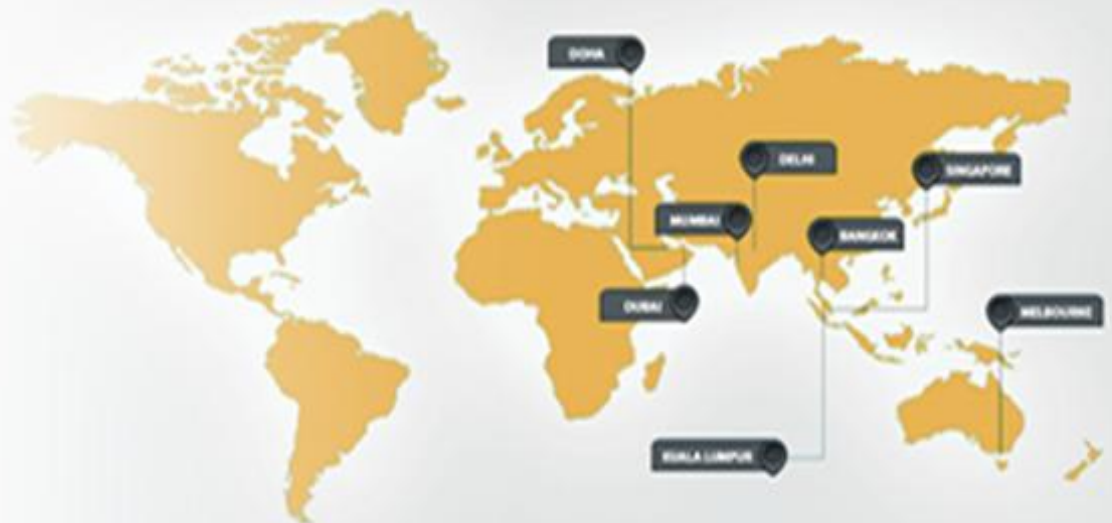 DOHA
DELHI
SINGAPORE
MUMBAI
BANGKOK
DUBAI
MELBOURNE
KUALA LUMPUR